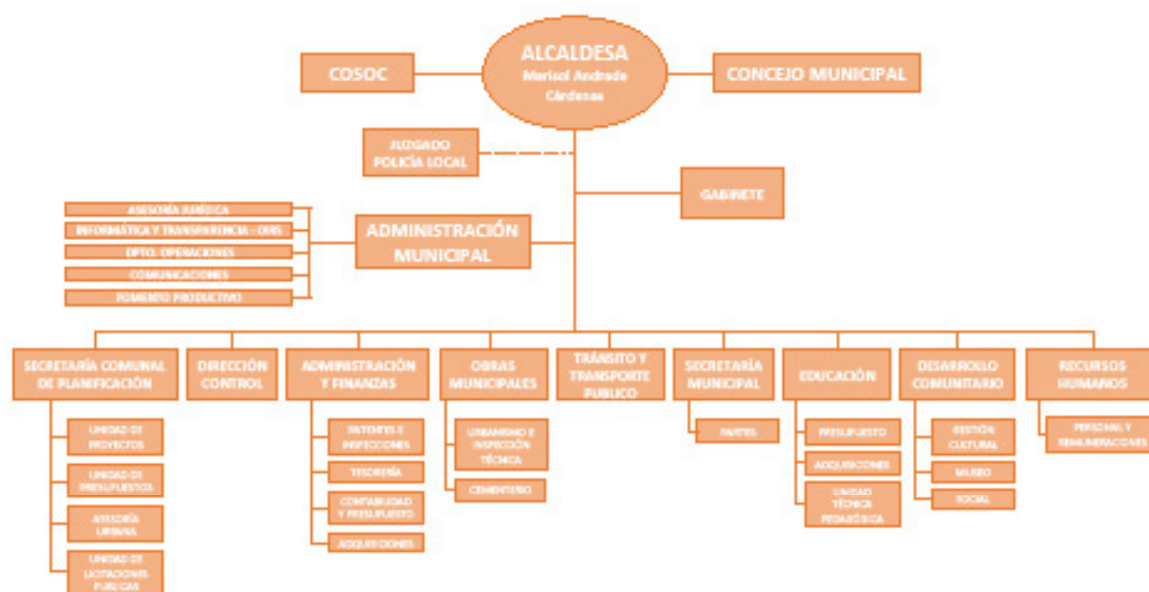 ALCALDESA
Marisol Andrade
Cárdenas
COSOC
CONCEJO MUNICIPAL
JUZGADO
POLICÍA LOCAL
GABINETE
ADMINISTRACIÓN
MUNICIPAL
ASESORÍA JURÍDICA
INFORMÁTICA Y TRANSPARENCIA - OIRS
DPTO. OPERACIONES
COMUNICACIONES
FOMENTO PRODUCTIVO
SECRETARÍA COMUNAL
DE PLANIFICACIÓN
UNIDAD DE
PROYECTOS
UNIDAD DE
PRESUPUESTOS
ASESORÍA
URBANA
UNIDAD DE
LICITACIONES
PUBLICAS
DIRECCIÓN
CONTROL
ADMINISTRACIÓN
Y FINANZAS
PATENTES E
INSPECCIONES
TESORERÍA
CONTABILIDAD
Y PRESUPUESTO
ADQUISICIONES
OBRAS
MUNICIPALES
URBANISMO E
INSPECCIÓN
TÉCNICA
CEMENTERIO
TRÁNSITO Y
TRANSPORTE
PUBLICO
SECRETARÍA
MUNICIPAL
PARTES
EDUCACIÓN
PRESUPUESTO
ADQUISICIONES
UNIDAD
TÉCNICA
PEDAGÓGICA
DESARROLLO
COMUNITARIO
GESTIÓN
CULTURAL
MUSEO
SOCIAL
RECURSOS
HUMANOS
PERSONAL Y
REMUNERACIONES